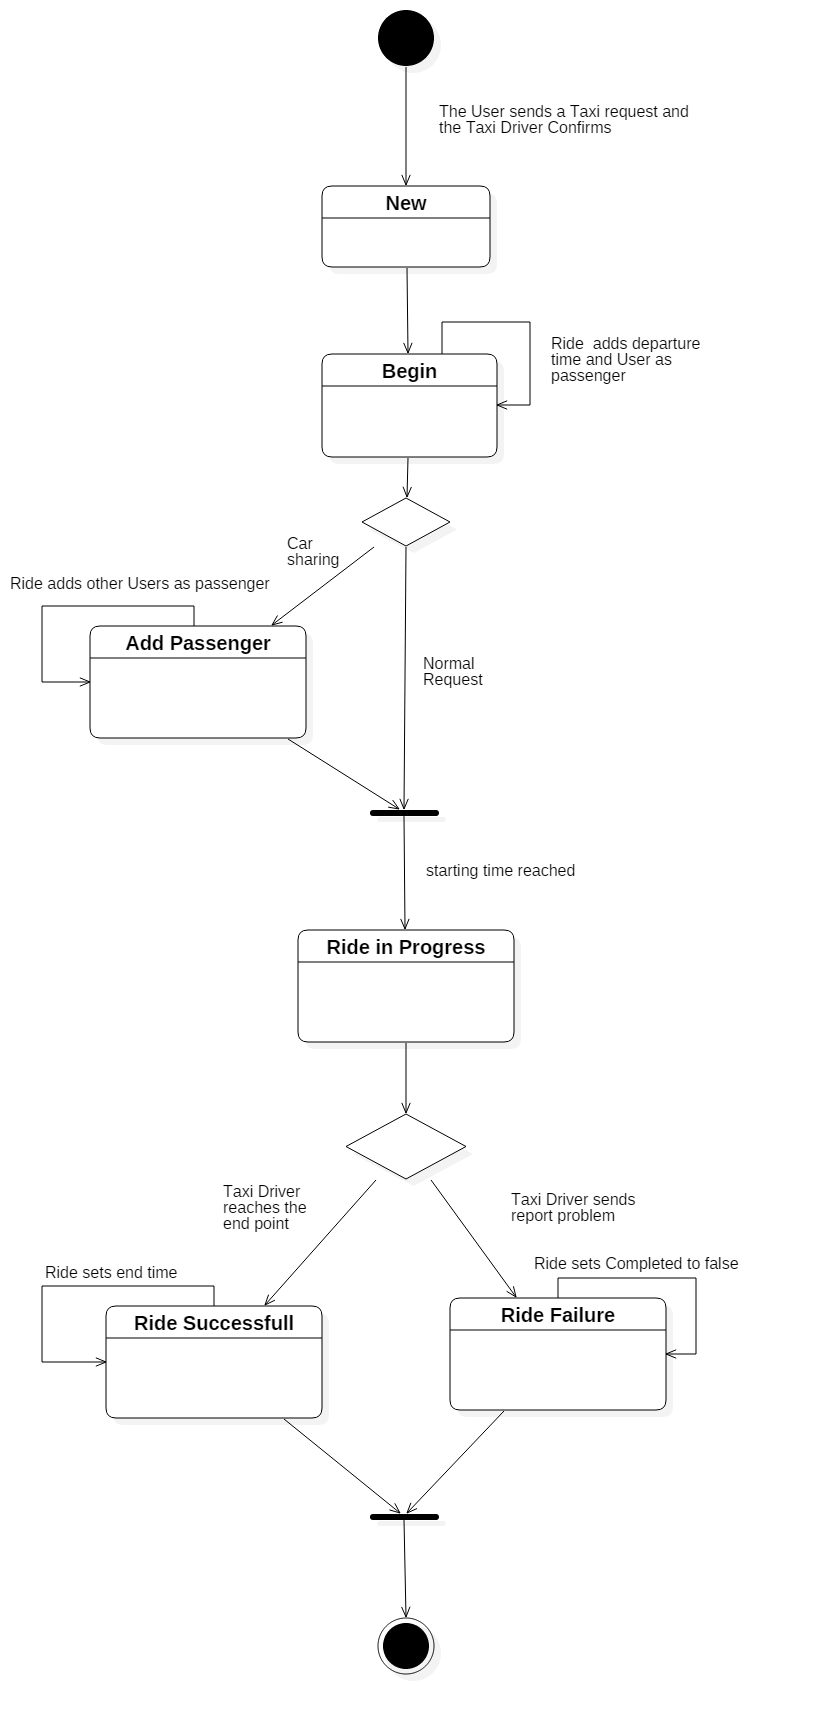 The User sends a Taxi request and
the Taxi Driver Confirms
New
Ride  adds departure
time and User as
passenger
Begin
Car
sharing
Ride adds other Users as passenger
Add Passenger
Normal
Request
starting time reached
Ride in Progress
Taxi Driver
reaches the
end point
Taxi Driver sends
report problem
Ride sets end time
Ride sets Completed to false
Ride Successfull
Ride Failure